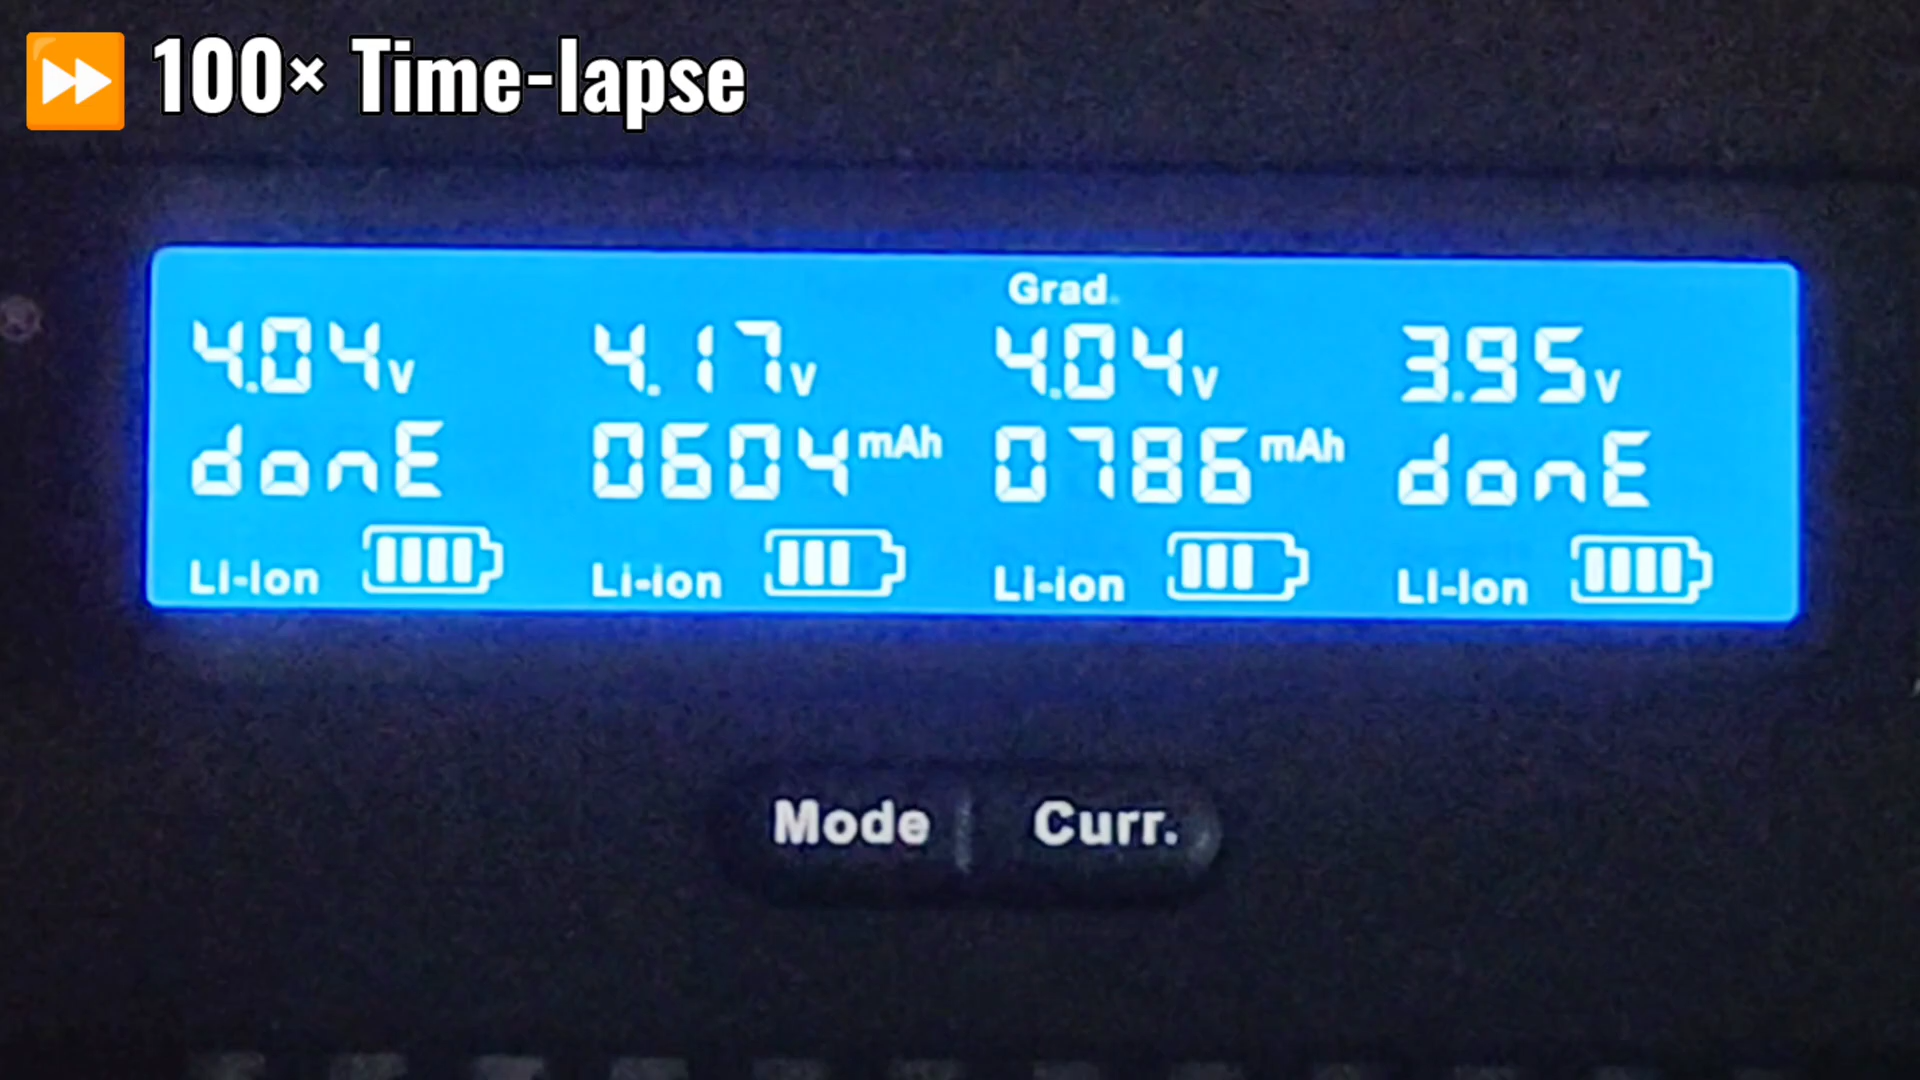 ⏩ 100× Time-lapse
Grad.
4.04V 4.17V 4.04V 3.95V
donE 0604mAh 0786mAh donE
Li-ion Li-ion Li-ion Li-ion
Mode Curr.